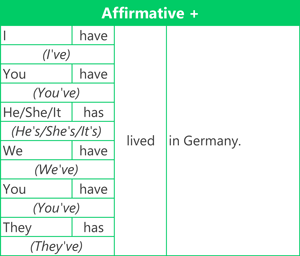 Affirmative +
I have
(I've)
You have
(You've)
He/She/It has
(He's/She's/It's)
We have
lived in Germany.
(We've)
You have
(You've)
They has
(They've)